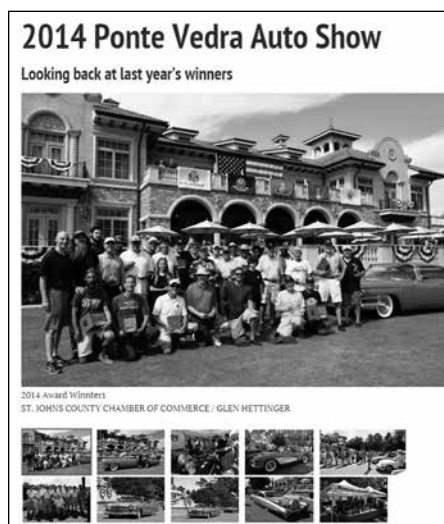 2014 Ponte Vedra Auto Show
Looking back at last year's winners
2014 Award Winnters
ST. JOHNS COUNTY CHAMBER OF COMMERCE / GLEN HETTINGER